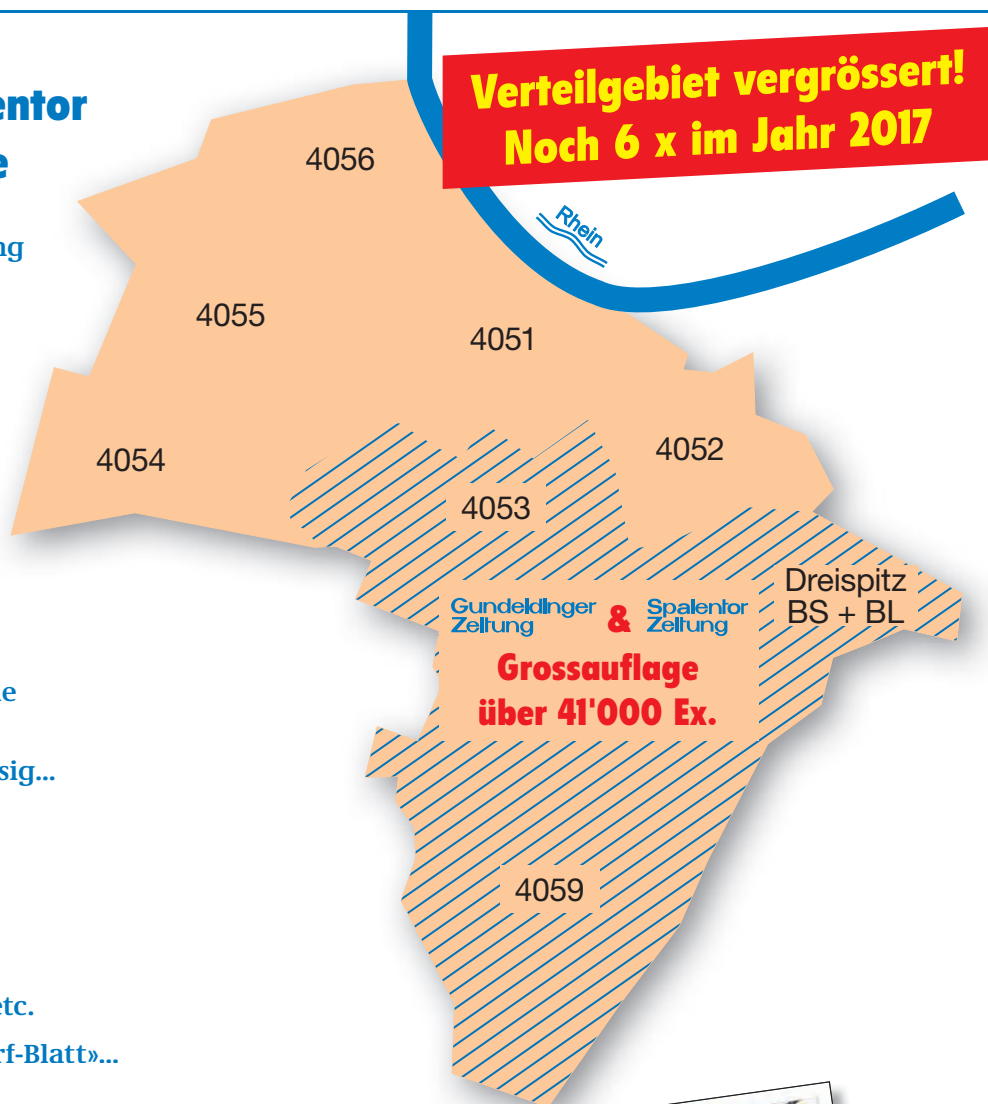 entor
e
ng
e
sig...
etc.
rf-Blatt»...
Verteilgebiet vergrössert!
Noch 6 x im Jahr 2017
Rhein
4056
4055
4051
4054
4052
4053
Dreispitz
BS + BL
Gundeldinger
Zeitung
&
Spalentor
Zeitung
Grossauflage
über 41'000 Ex.
4059